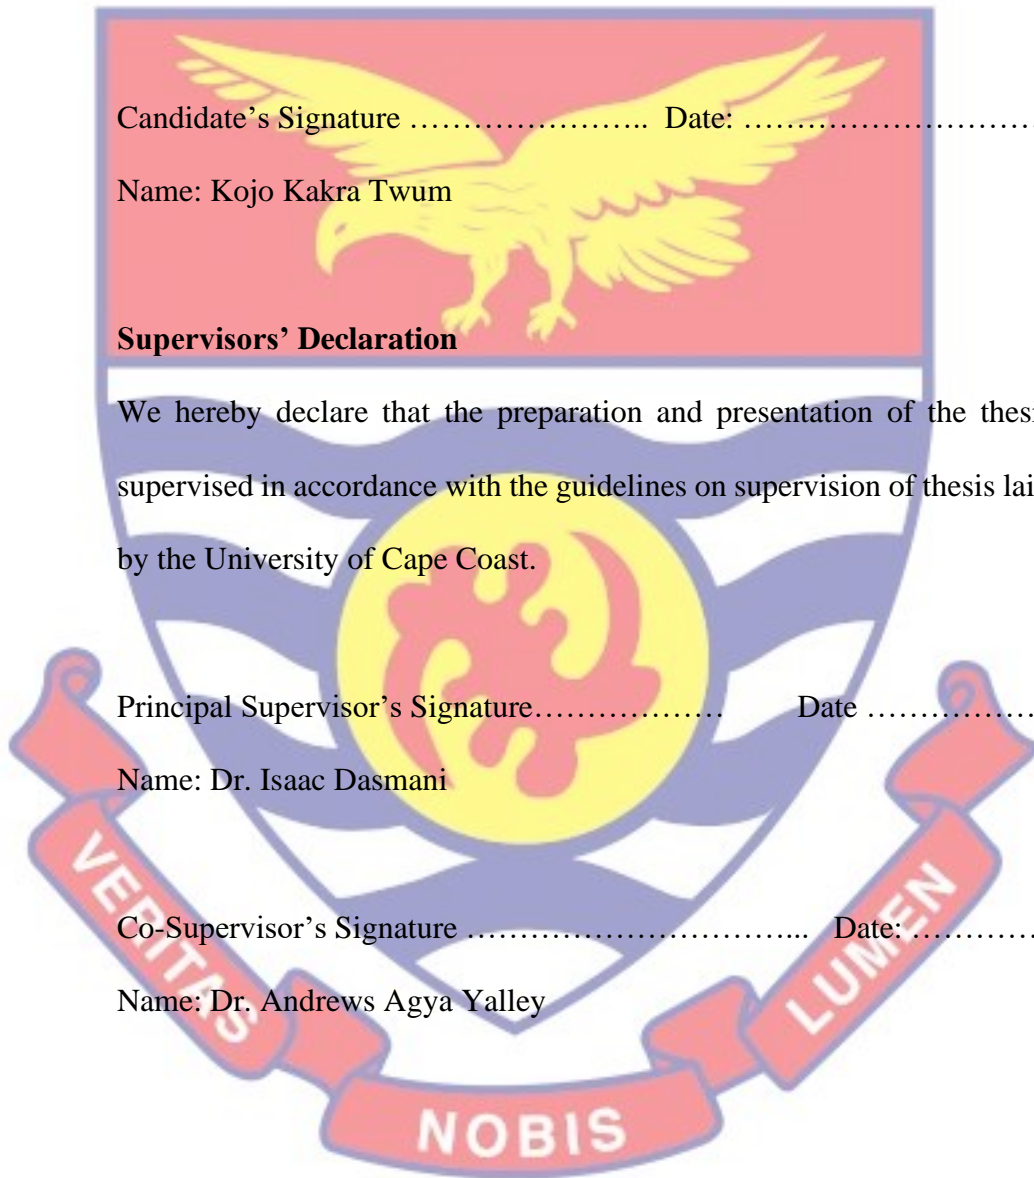 Candidate’s Signature ………………….. Date: …………………………
Name: Kojo Kakra Twum
Supervisors’ Declaration
We hereby declare that the preparation and presentation of the thesi
supervised in accordance with the guidelines on supervision of thesis lai
by the University of Cape Coast.
Principal Supervisor’s Signature……………… Date ……………..
Name: Dr. Isaac Dasmani
Co-Supervisor’s Signature …………………………... Date: …………
Name: Dr. Andrews Agya Yalley
VERITAS
NOBIS
LUMEN